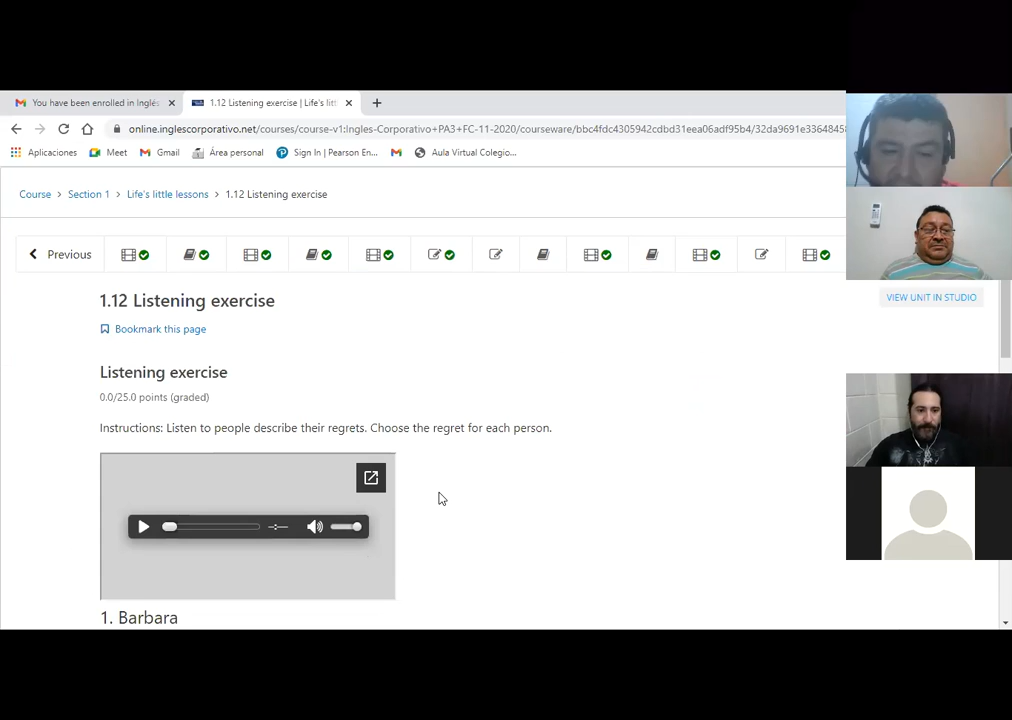 You have been enrolled in Inglés
1.12 Listening exercise | Life's litt
online.inglescorporativo.net/courses/course-v1:Ingles-Corporativo+PA3+FC-11-2020/courseware/bbc4fdc4305942cdbd31eea06adf95b4/32da9691e3364845
Aplicaciones Meet Gmail Área personal Sign In | Pearson En... Aula Virtual Colegio...
Course > Section 1 > Life's little lessons > 1.12 Listening exercise
Previous
VIEW UNIT IN STUDIO
1.12 Listening exercise
Bookmark this page
Listening exercise
0.0/25.0 points (graded)
Instructions: Listen to people describe their regrets. Choose the regret for each person.
-:--
1. Barbara